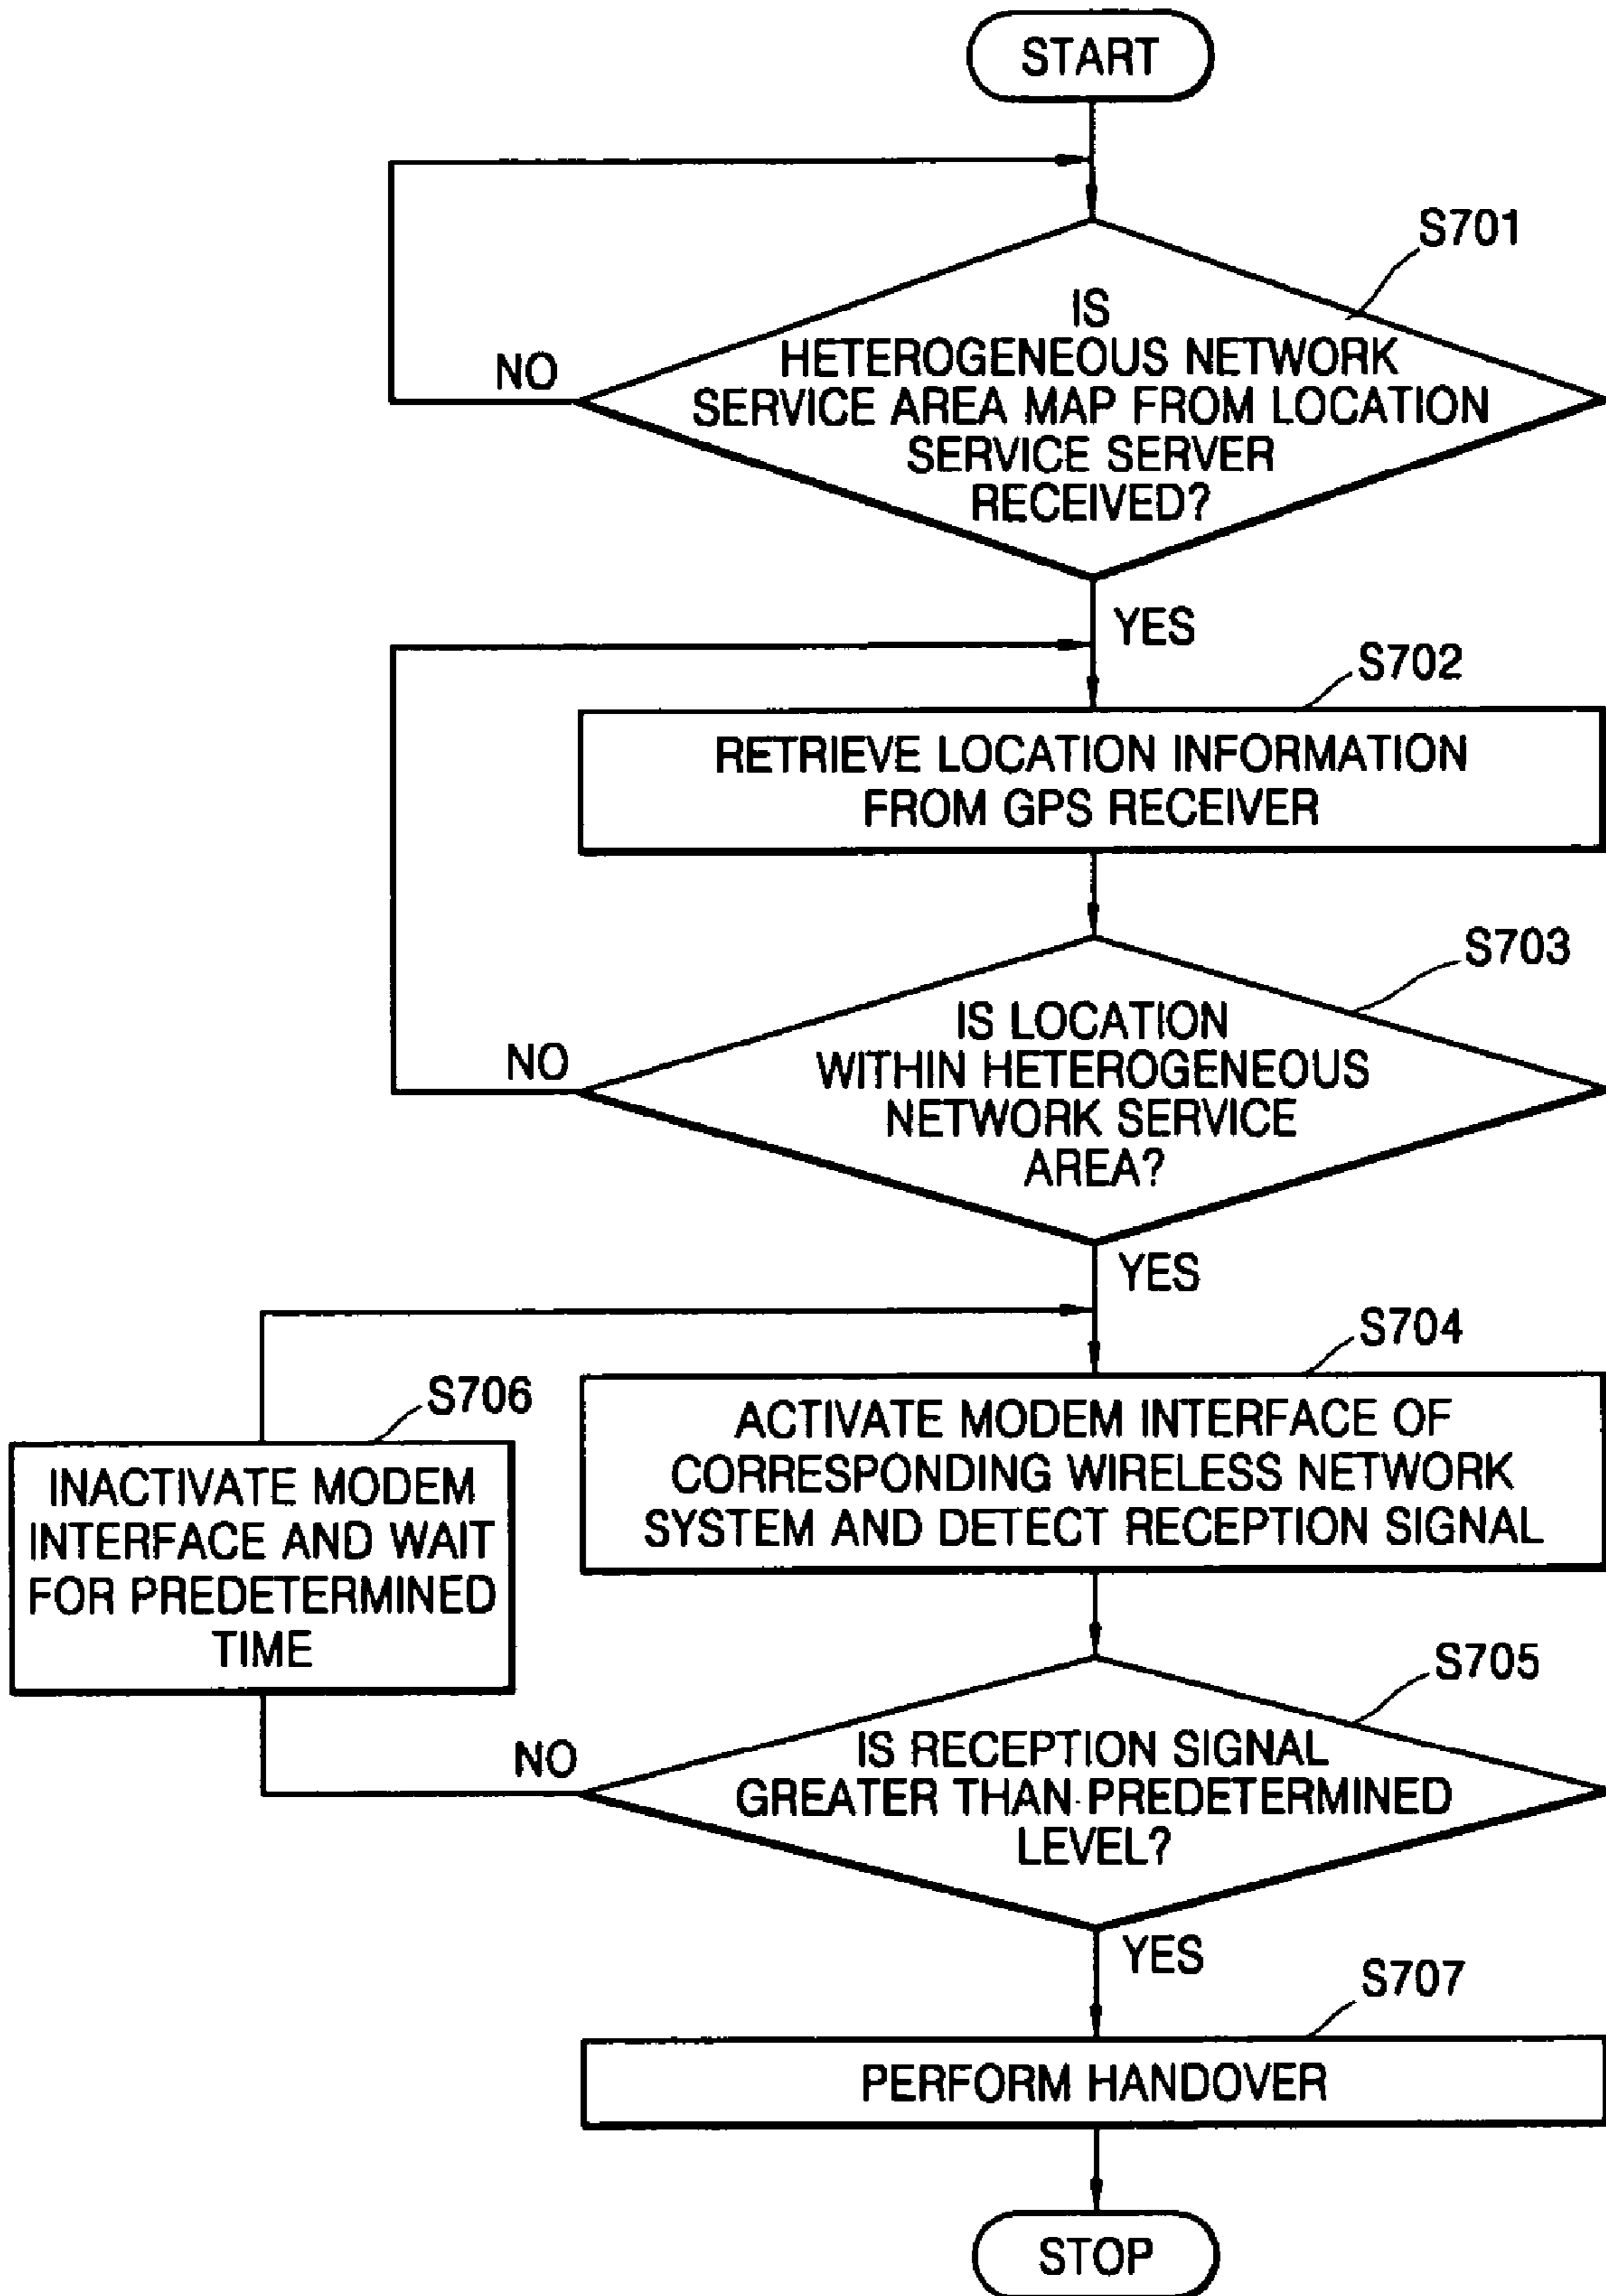 START
S701
IS
HETEROGENEOUS NETWORK
SERVICE AREA MAP FROM LOCATION
SERVICE SERVER
RECEIVED?
NO
YES
S702
RETRIEVE LOCATION INFORMATION
FROM GPS RECEIVER
S703
IS LOCATION
WITHIN HETEROGENEOUS
NETWORK SERVICE
AREA?
NO
YES
S704
ACTIVATE MODEM INTERFACE OF
CORRESPONDING WIRELESS NETWORK
SYSTEM AND DETECT RECEPTION SIGNAL
S706
INACTIVATE MODEM
INTERFACE AND WAIT
FOR PREDETERMINED
TIME
S705
IS RECEPTION SIGNAL
GREATER THAN PREDETERMINED
LEVEL?
NO
YES
S707
PERFORM HANDOVER
STOP